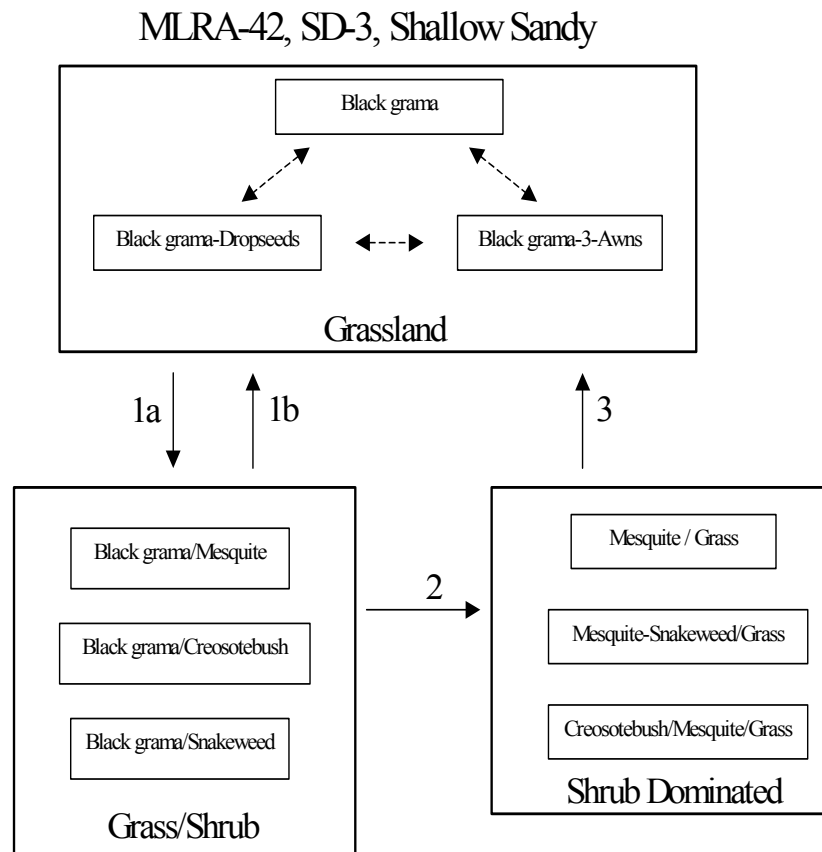 MLRA-42, SD-3, Shallow Sandy
Black grama
Black grama-Dropseeds
Black grama-3-Awns
Grassland
1a
1b
3
Black grama/Mesquite
Black grama/Creosotebush
Black grama/Snakeweed
Grass/Shrub
2
Mesquite / Grass
Mesquite-Snakeweed/Grass
Creosotebush/Mesquite/Grass
Shrub Dominated